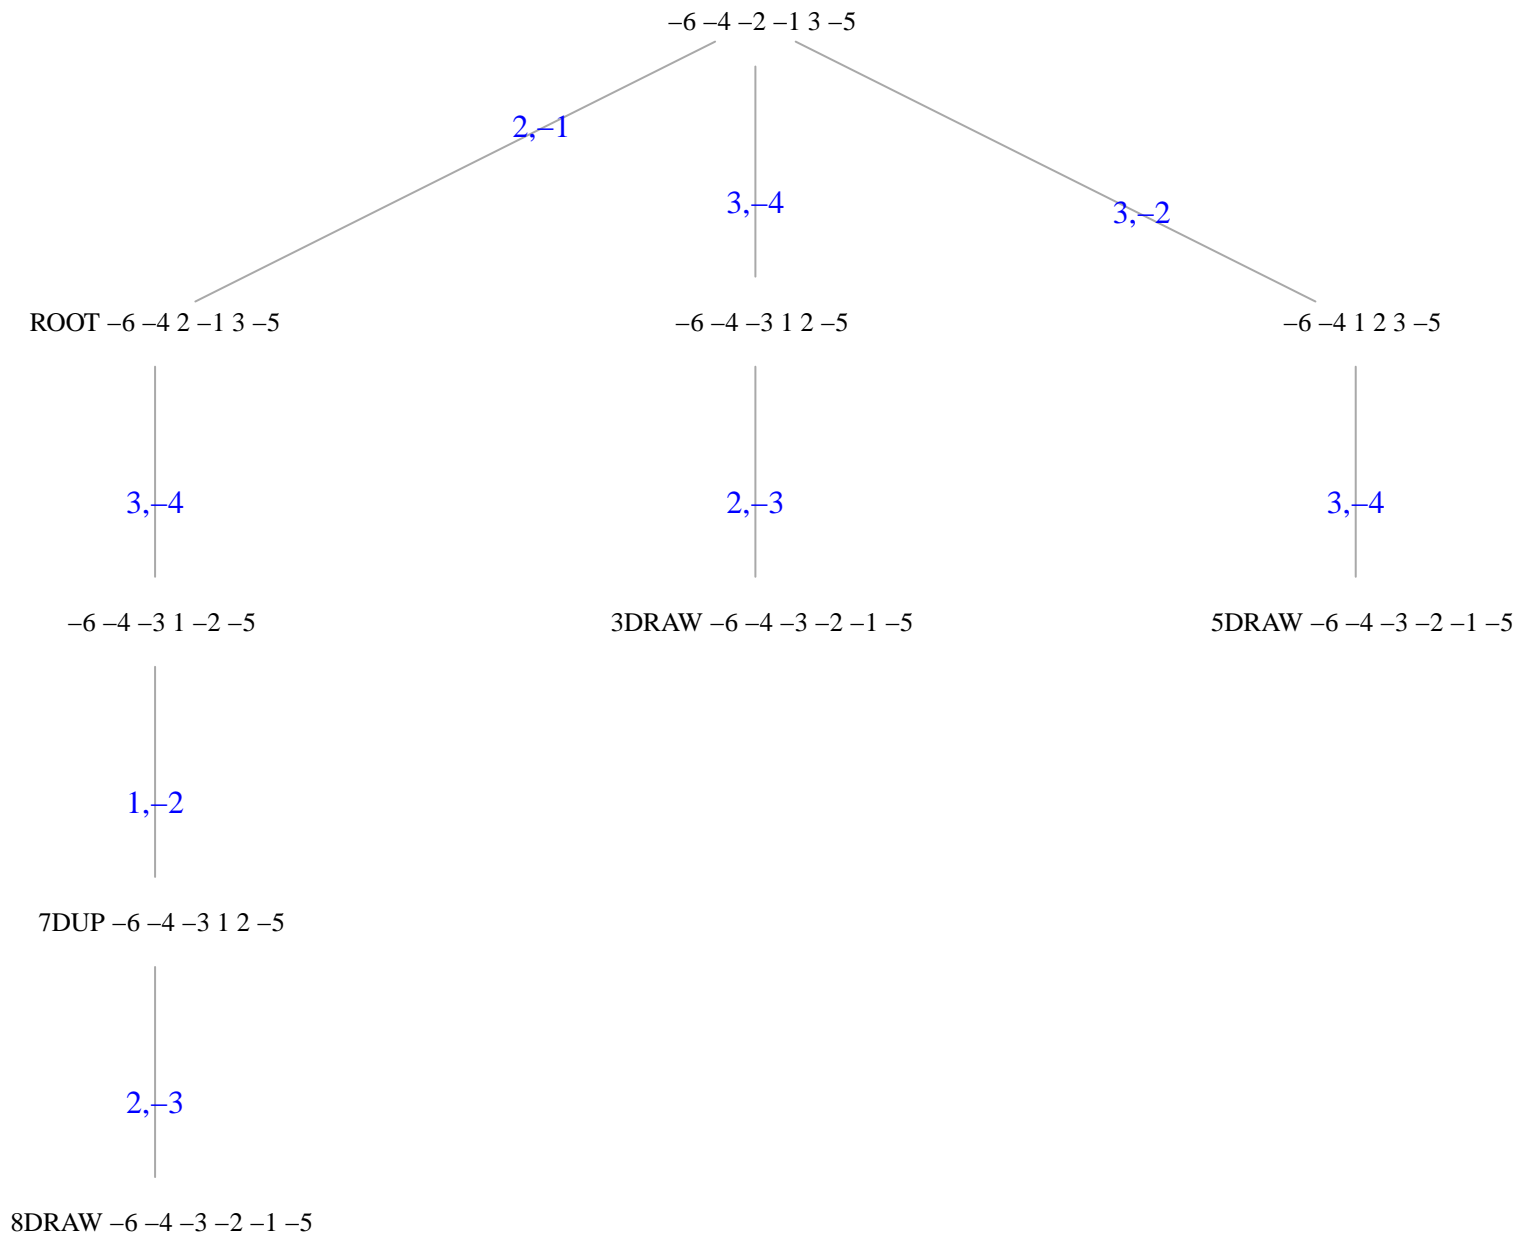 –6 –4 –2 –1 3 –5
2,–1
3,–4
3,–2
ROOT –6 –4 2 –1 3 –5
–6 –4 –3 1 2 –5
–6 –4 1 2 3 –5
3,–4
2,–3
3,–4
–6 –4 –3 1 –2 –5
3DRAW –6 –4 –3 –2 –1 –5
5DRAW –6 –4 –3 –2 –1 –5
1,–2
7DUP –6 –4 –3 1 2 –5
2,–3
8DRAW –6 –4 –3 –2 –1 –5